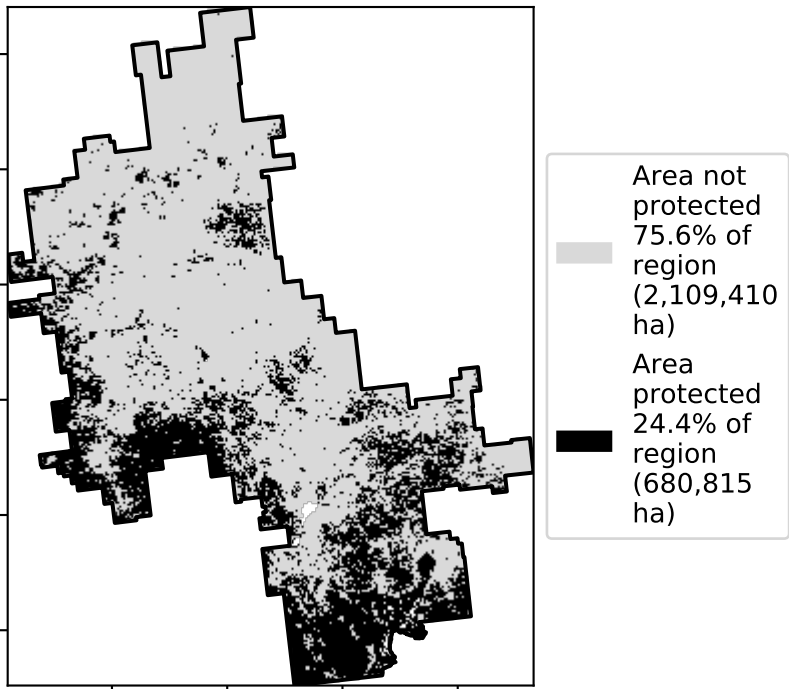 Area not
protected
75.6% of
region
(2,109,410
ha)
Area
protected
24.4% of
region
(680,815
ha)